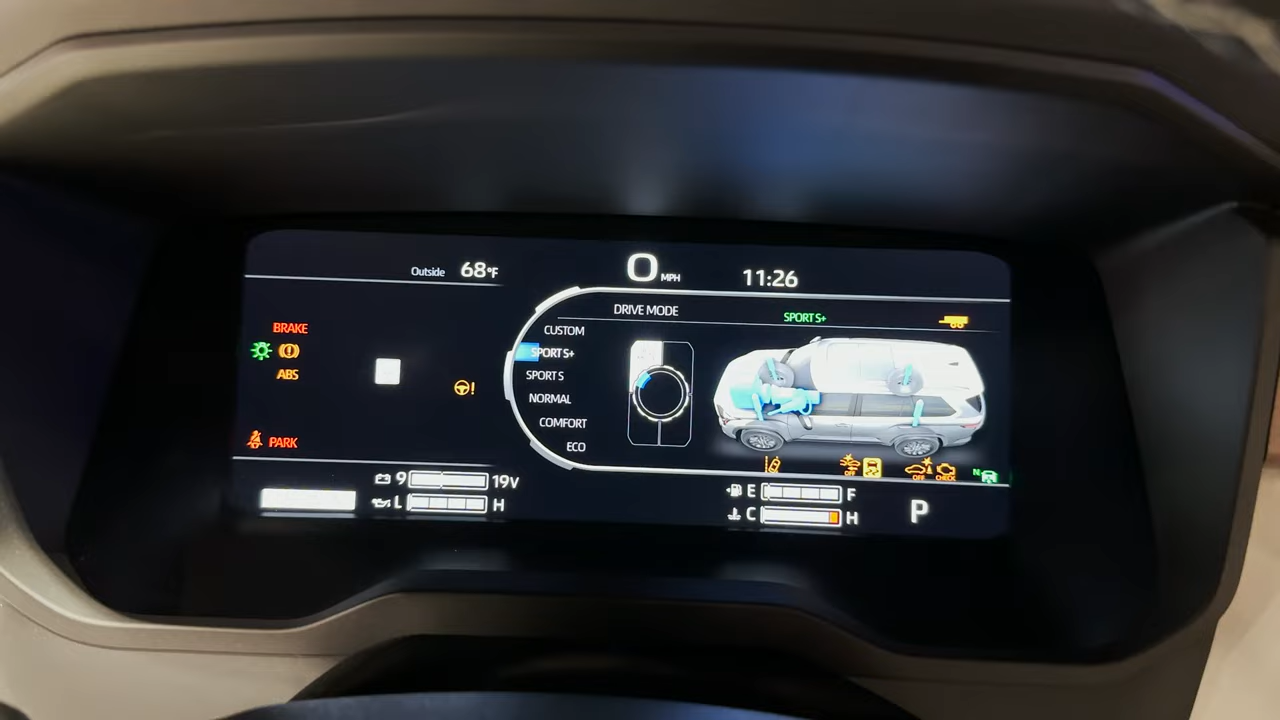 Outside 68°F
0 MPH
11:26
DRIVE MODE
SPORT S+
CUSTOM
SPORT S+
SPORT S
NORMAL
COMFORT
ECO
BRAKE
ABS
PARK
OFF
OFF
CHECK
N
9 19V
L H
E F
C H
P